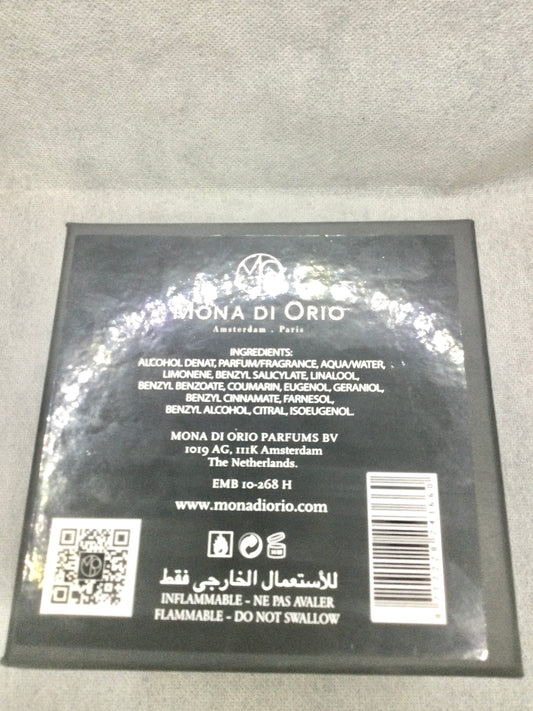 MONA DI ORIO
Amsterdam . Paris
INGREDIENTS:
ALCOHOL DENAT, PARFUM/FRAGRANCE, AQUA/WATER,
LIMONENE, BENZYL SALICYLATE, LINALOOL,
BENZYL BENZOATE, COUMARIN, EUGENOL, GERANIOL,
BENZYL CINNAMATE, FARNESOL,
BENZYL ALCOHOL, CITRAL, ISOEUGENOL.
MONA DI ORIO PARFUMS BV
1019 AG, 111K Amsterdam
The Netherlands.
EMB 10-268 H
www.monadiorio.com
للأستعمال الخارجى فقط
INFLAMMABLE - NE PAS AVALER
FLAMMABLE - DO NOT SWALLOW